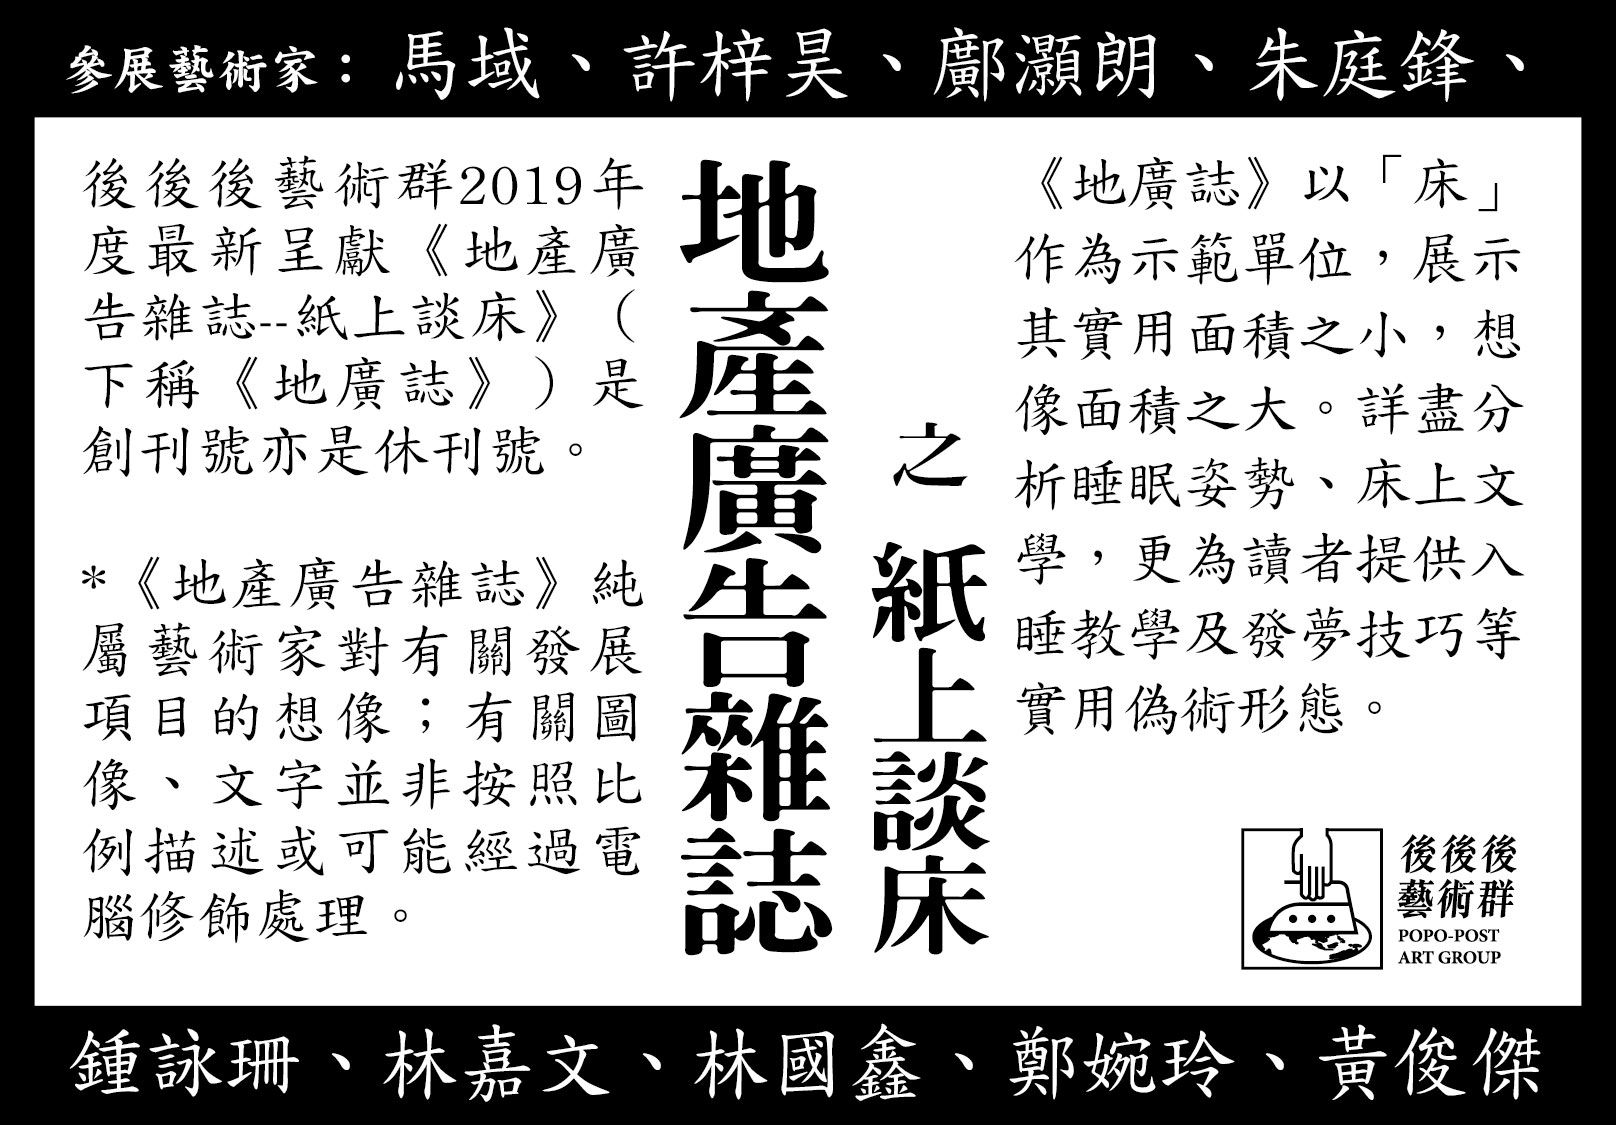 參展藝術家：馬域、許梓昊、鄺灝朗、朱庭鋒、
後後後藝術群2019年
度最新呈獻《地產廣
告雜誌--紙上談床》（
下稱《地廣誌》）是
創刊號亦是休刊號。
*《地產廣告雜誌》純
屬藝術家對有關發展
項目的想像；有關圖
像、文字並非按照比
例描述或可能經過電
腦修飾處理。
地產廣告雜誌
之 紙上談床
《地廣誌》以「床」
作為示範單位，展示
其實用面積之小，想
像面積之大。詳盡分
析睡眠姿勢、床上文
學，更為讀者提供入
睡教學及發夢技巧等
實用偽術形態。
後後後
藝術群
POPO-POST
ART GROUP
鍾詠珊、林嘉文、林國鑫、鄭婉玲、黃俊傑